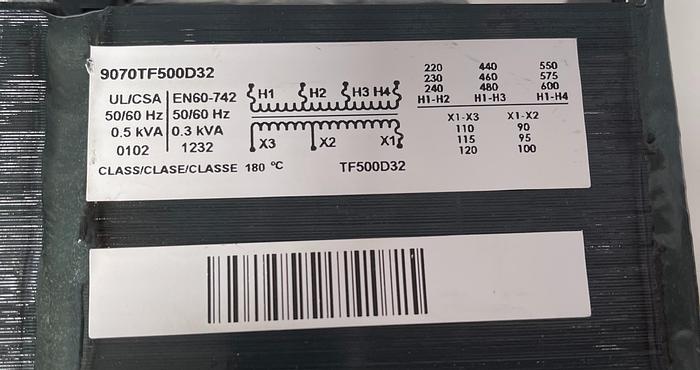 9070TF500D32
UL/CSA EN60-742
50/60 Hz 50/60 Hz
0.5 kVA 0.3 kVA
0102 1232
CLASS/CLASE/CLASSE 180 ºC
H1 H2 H3 H4
X3 X2 X1
TF500D32
220 440 550
230 460 575
240 480 600
H1-H2 H1-H3 H1-H4
X1-X3 X1-X2
110 90
115 95
120 100